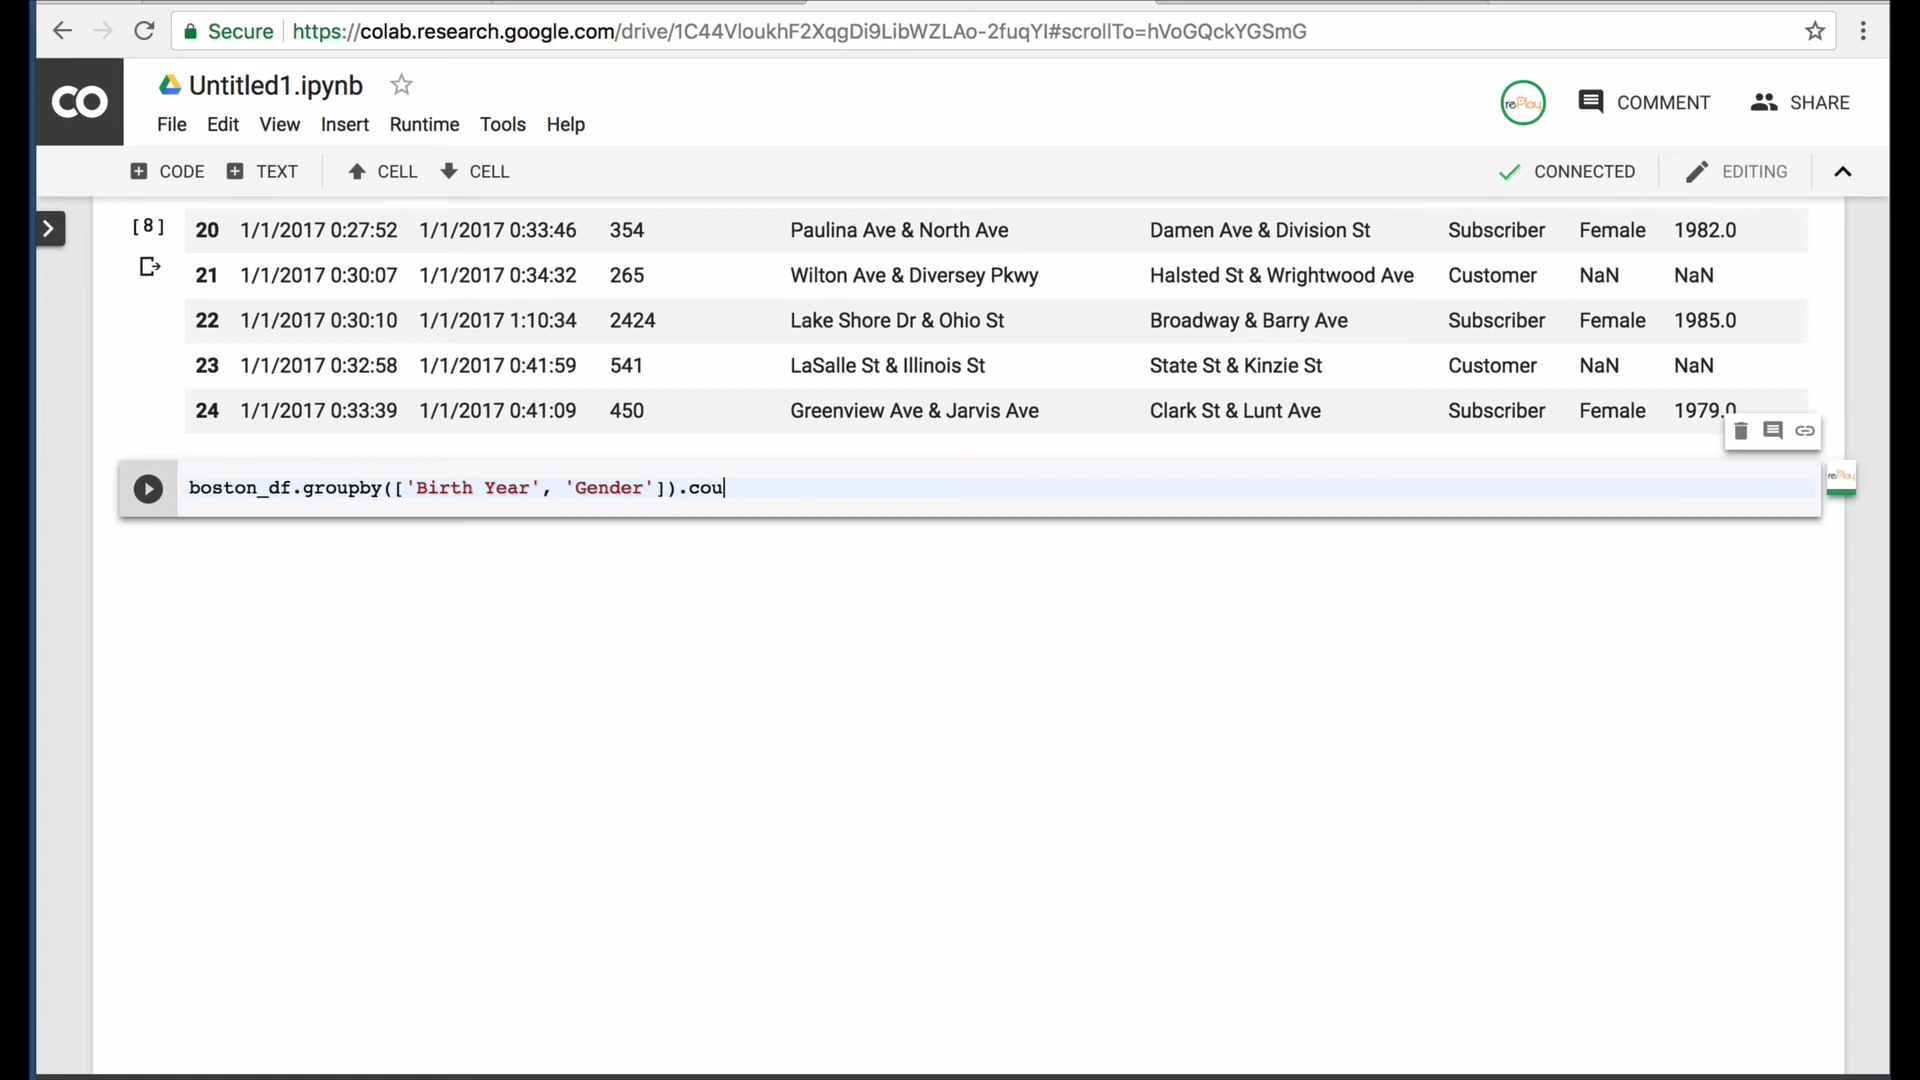 Secure https://colab.research.google.com/drive/1C44VloukhF2XqgDi9LibWZLAo-2fuqYI#scrollTo=hVoGQckYGSmG
CO
Untitled1.ipynb
rePlay
COMMENT SHARE
File Edit View Insert Runtime Tools Help
CODE TEXT CELL CELL CONNECTED EDITING
[8] 20 1/1/2017 0:27:52 1/1/2017 0:33:46 354 Paulina Ave & North Ave Damen Ave & Division St Subscriber Female 1982.0
21 1/1/2017 0:30:07 1/1/2017 0:34:32 265 Wilton Ave & Diversey Pkwy Halsted St & Wrightwood Ave Customer NaN NaN
22 1/1/2017 0:30:10 1/1/2017 1:10:34 2424 Lake Shore Dr & Ohio St Broadway & Barry Ave Subscriber Female 1985.0
23 1/1/2017 0:32:58 1/1/2017 0:41:59 541 LaSalle St & Illinois St State St & Kinzie St Customer NaN NaN
24 1/1/2017 0:33:39 1/1/2017 0:41:09 450 Greenview Ave & Jarvis Ave Clark St & Lunt Ave Subscriber Female 1979.0
boston_df.groupby(['Birth Year', 'Gender']).cou
rePlay